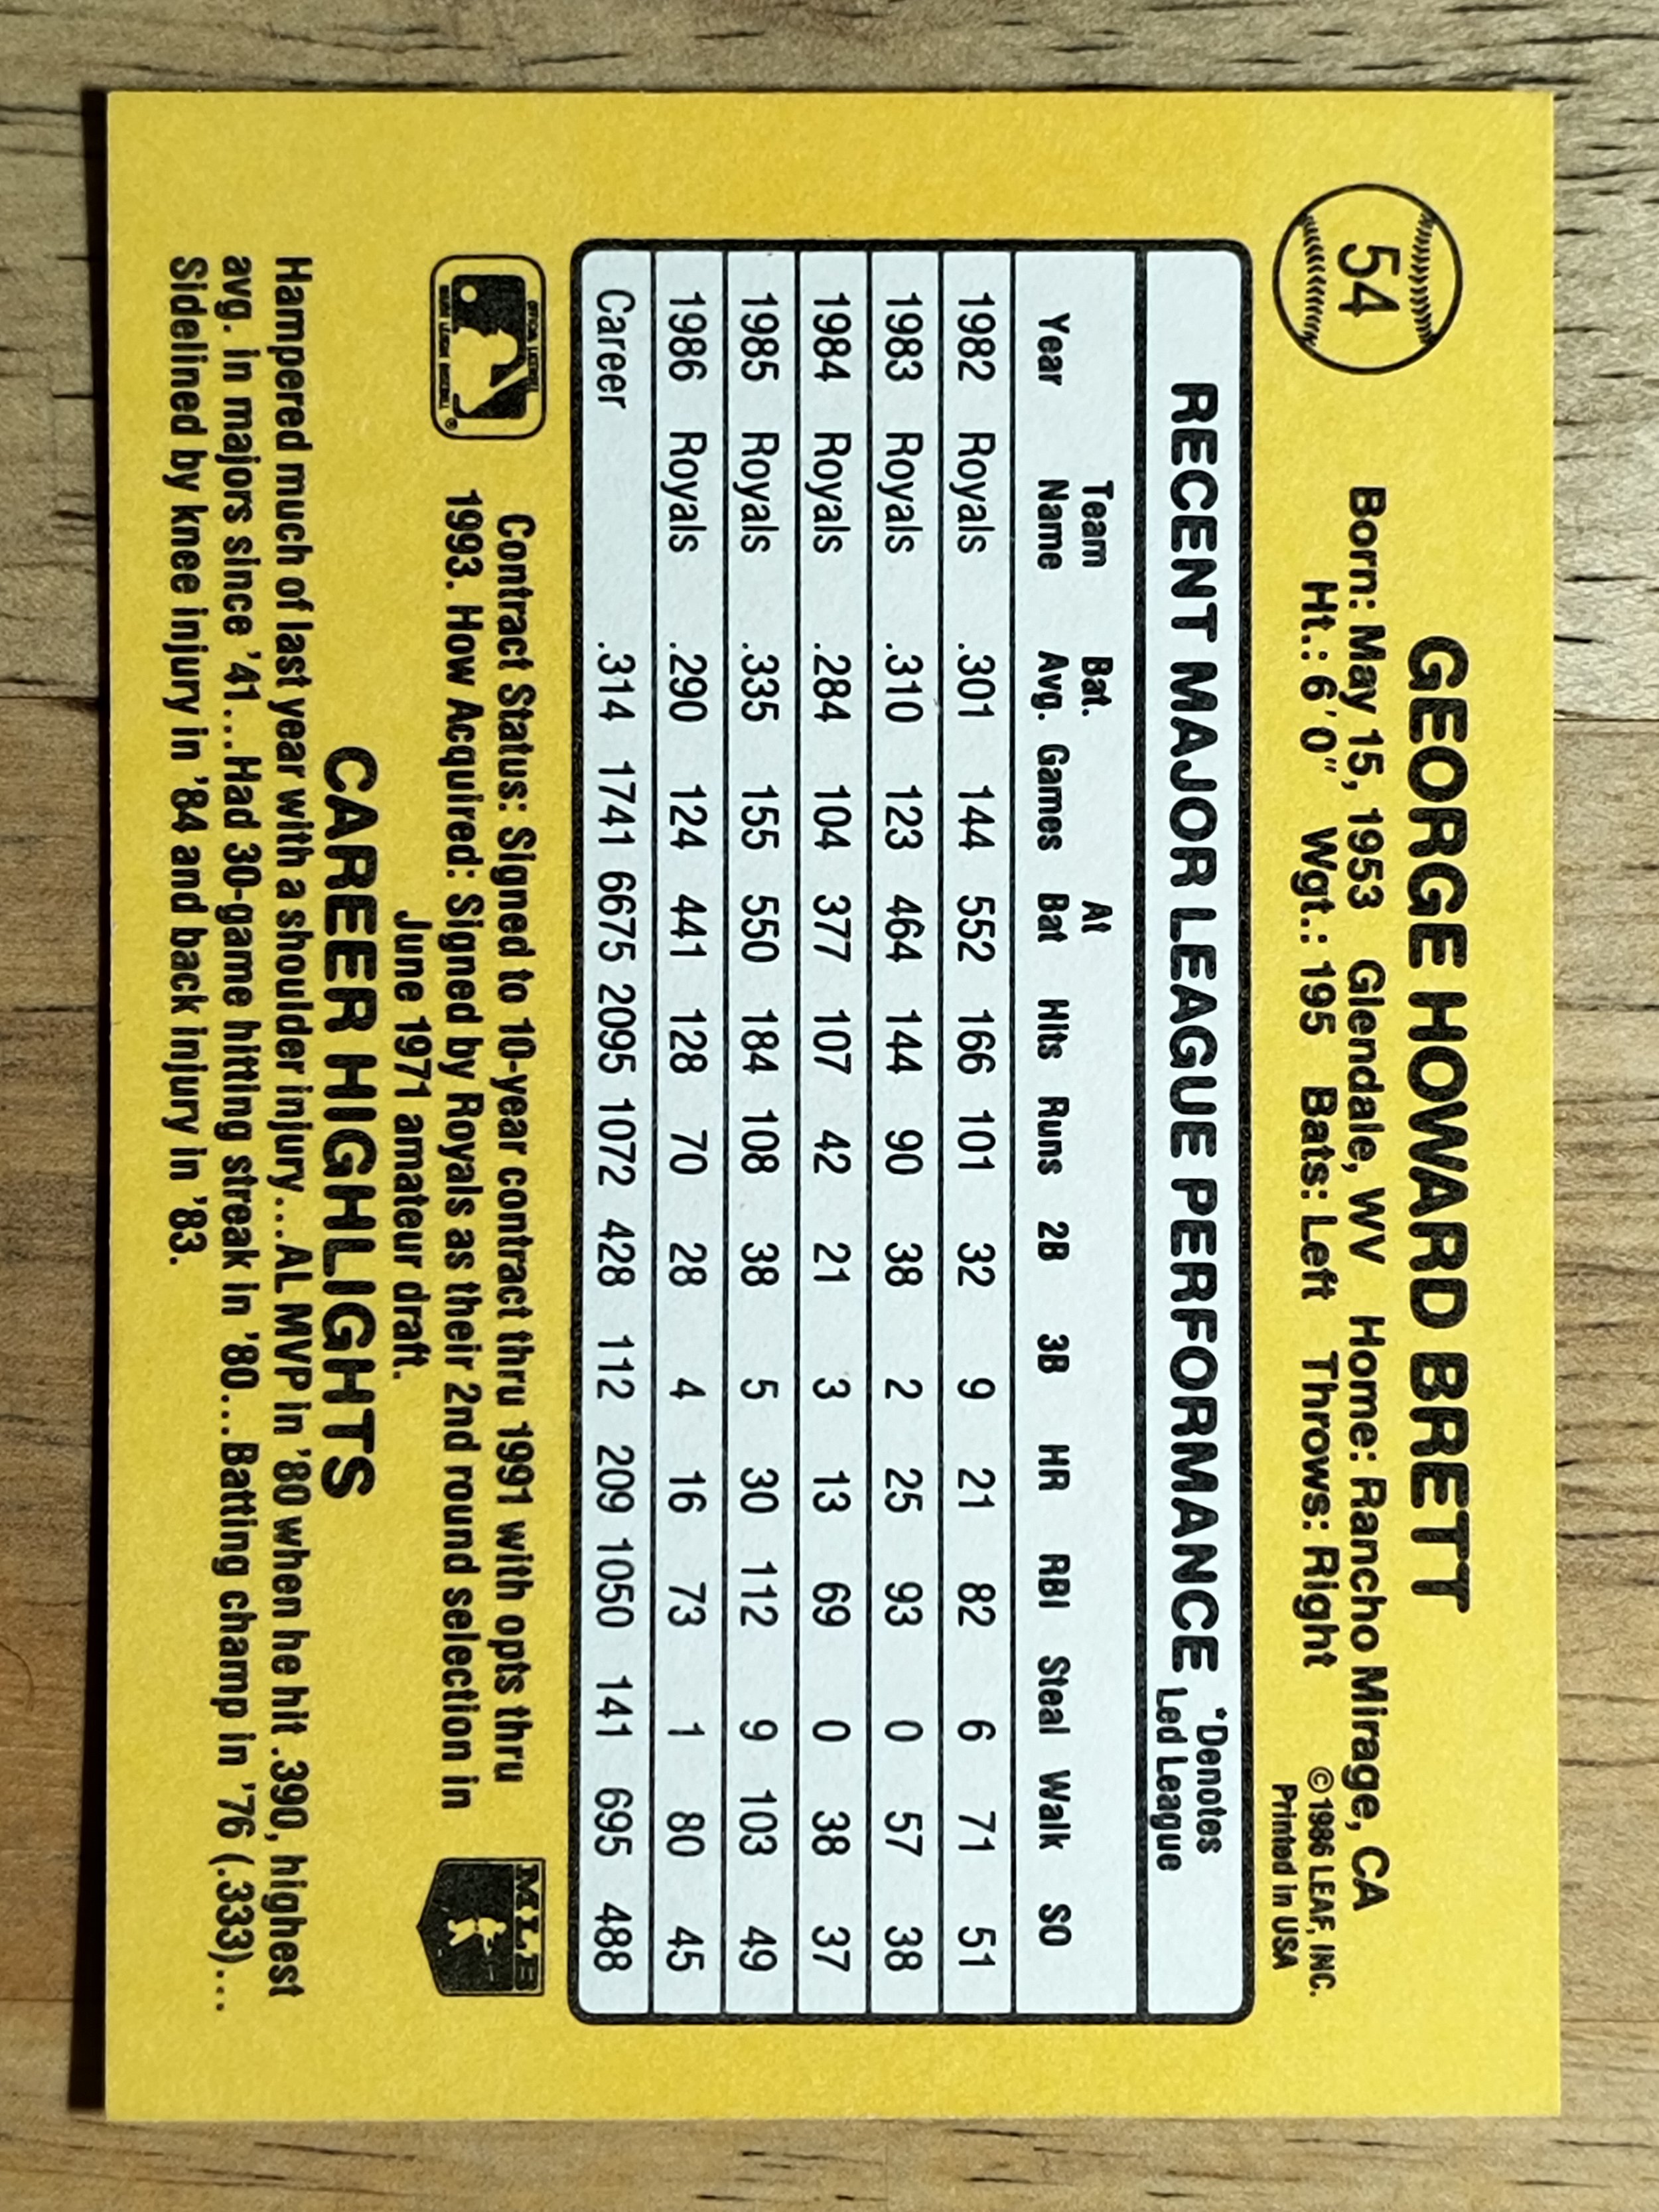 54
GEORGE HOWARD BRETT
Born: May 15, 1953 Glendale, WV Home: Rancho Mirage, CA
Ht.: 6'0" Wgt.: 195 Bats: Left Throws: Right
©1986 LEAF, INC.
Printed in USA
RECENT MAJOR LEAGUE PERFORMANCE *Denotes Led League
Year Team Name Bat. Avg. Games At Bat Hits Runs 2B 3B HR RBI Steal Walk SO
1982 Royals .301 144 552 166 101 32 9 21 82 6 71 51
1983 Royals .310 123 464 144 90 38 2 25 93 0 57 38
1984 Royals .284 104 377 107 42 21 3 13 69 0 38 37
1985 Royals .335 155 550 184 108 38 5 30 112 9 103 49
1986 Royals .290 124 441 128 70 28 4 16 73 1 80 45
Career .314 1741 6675 2095 1072 428 112 209 1050 141 695 488
Contract Status: Signed to 10-year contract thru 1991 with opts thru
1993. How Acquired: Signed by Royals as their 2nd round selection in
June 1971 amateur draft.
MLB
CAREER HIGHLIGHTS
Hampered much of last year with a shoulder injury...AL MVP in '80 when he hit .390, highest
avg. in majors since '41...Had 30-game hitting streak in '80...Batting champ in '76 (.333)...
Sidelined by knee injury in '84 and back injury in '83.